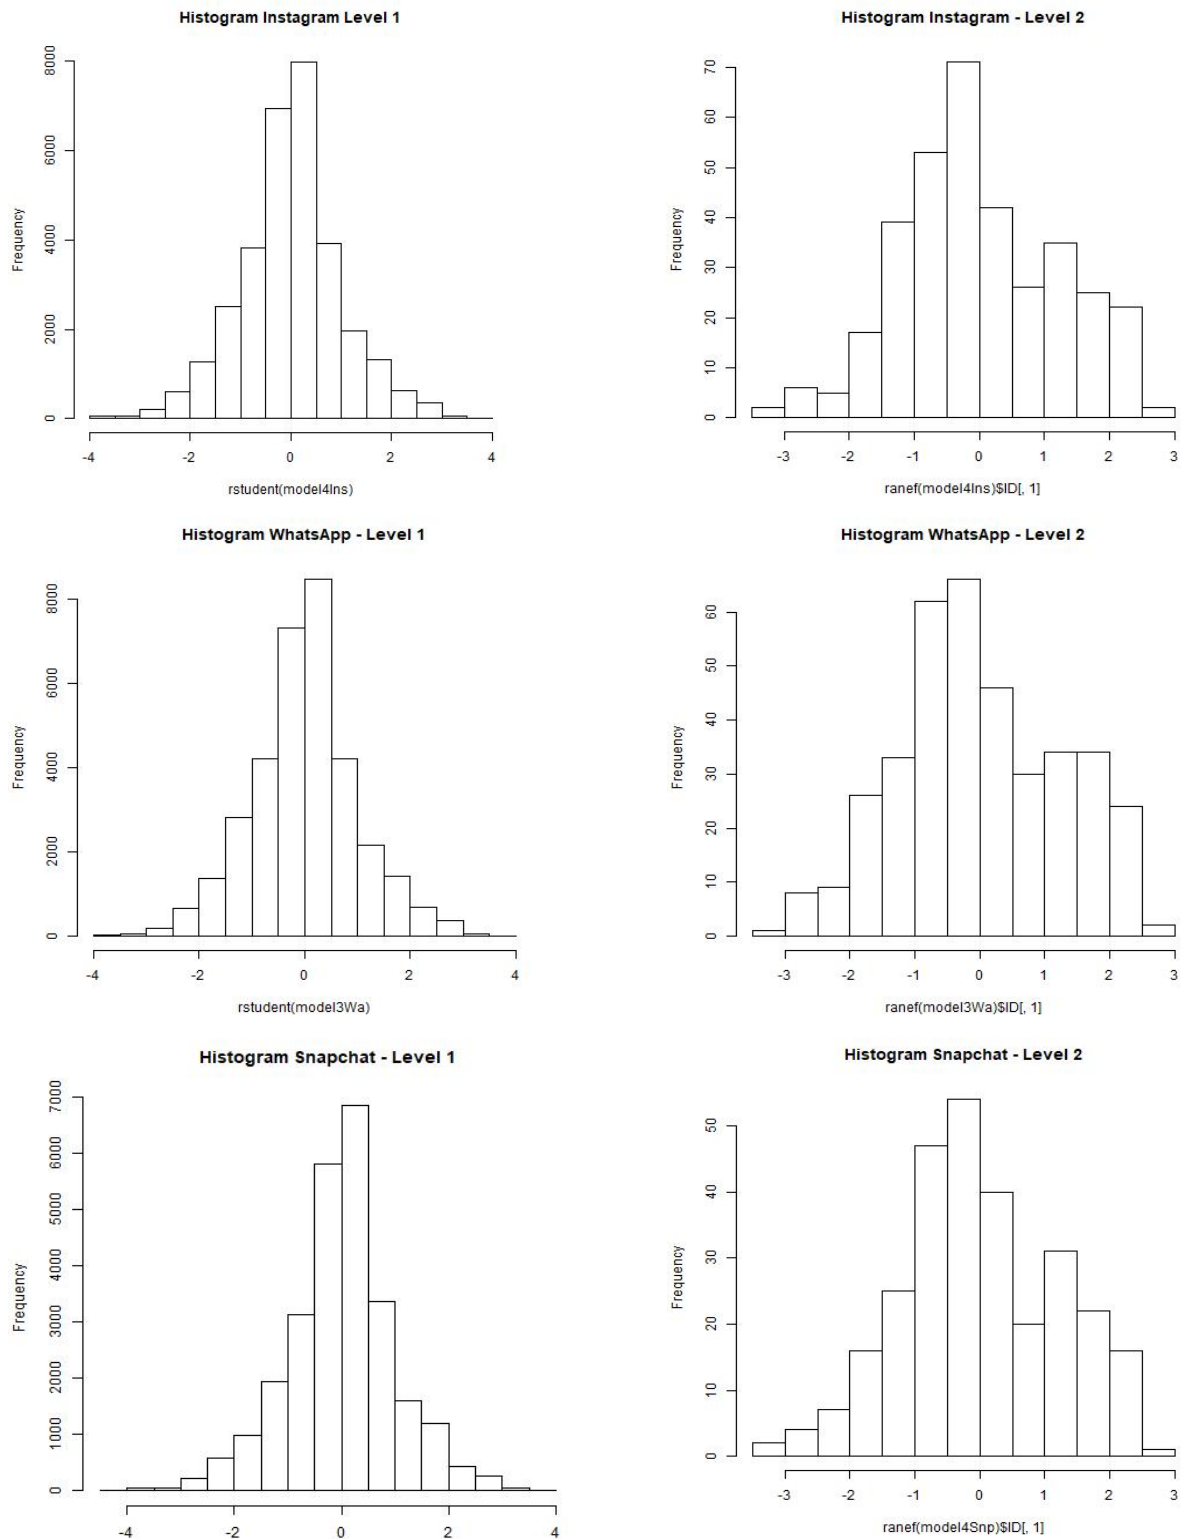 Histogram Instagram Level 1
Frequency
8000
6000
4000
2000
0
-4 -2 0 2 4
rstudent(model4Ins)
Histogram Instagram - Level 2
Frequency
70
60
50
40
30
20
10
0
-3 -2 -1 0 1 2 3
ranef(model4Ins)$ID[, 1]
Histogram WhatsApp - Level 1
Frequency
8000
6000
4000
2000
0
-4 -2 0 2 4
rstudent(model3Wa)
Histogram WhatsApp - Level 2
Frequency
60
50
40
30
20
10
0
-3 -2 -1 0 1 2 3
ranef(model3Wa)$ID[, 1]
Histogram Snapchat - Level 1
Frequency
7000
6000
5000
4000
3000
2000
1000
0
-4 -2 0 2 4
Histogram Snapchat - Level 2
Frequency
50
40
30
20
10
0
-3 -2 -1 0 1 2 3
ranef(model4Snp)$ID[, 1]